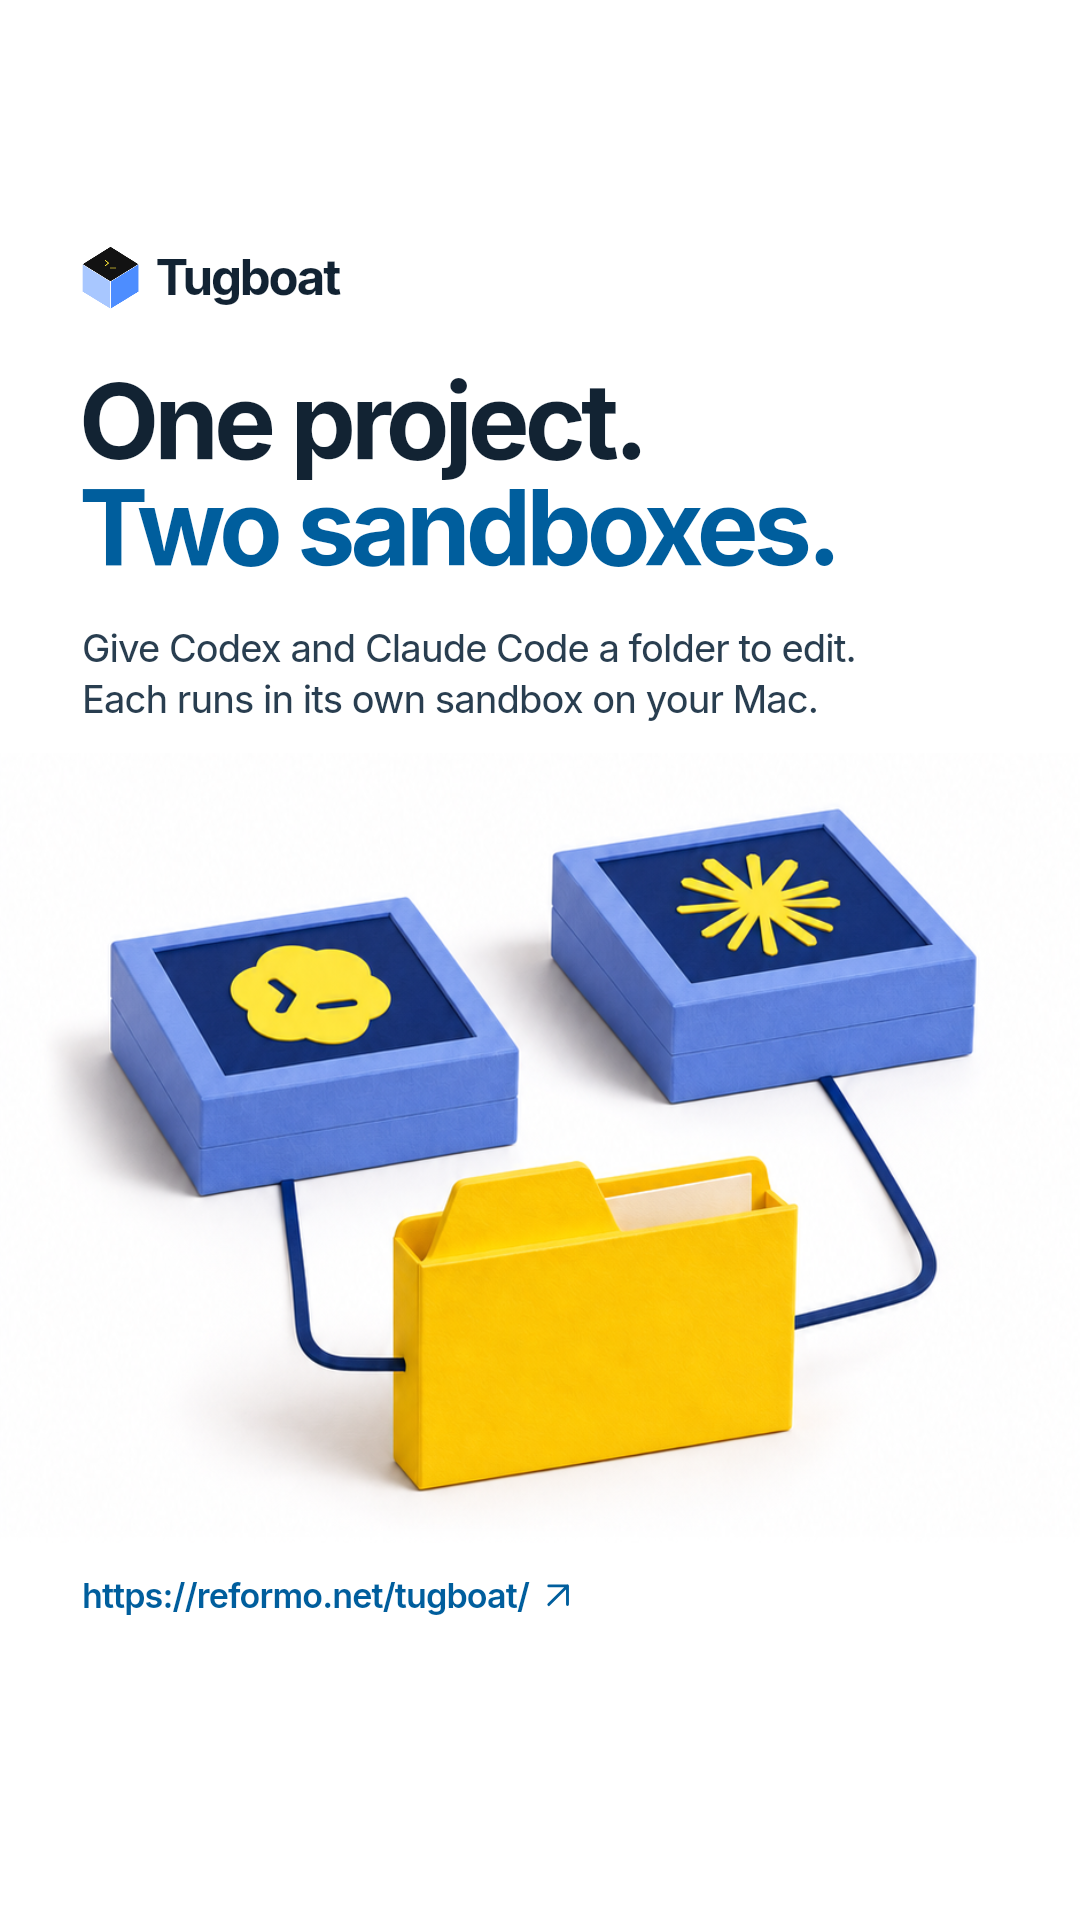 Tugboat
One project.
Two sandboxes.
Give Codex and Claude Code a folder to edit.
Each runs in its own sandbox on your Mac.
https://reformo.net/tugboat/